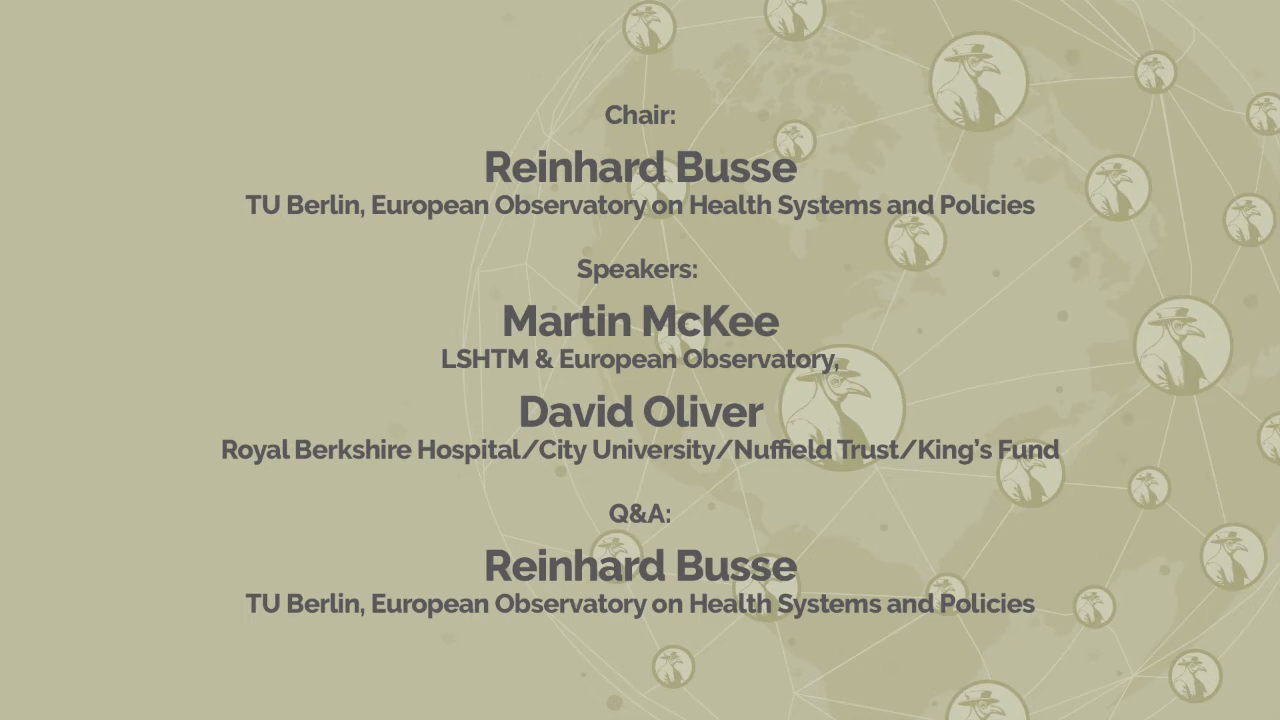 Chair:
Reinhard Busse
TU Berlin, European Observatory on Health Systems and Policies
Speakers:
Martin McKee
LSHTM & European Observatory,
David Oliver
Royal Berkshire Hospital/City University/Nuffield Trust/King's Fund
Q&A:
Reinhard Busse
TU Berlin, European Observatory on Health Systems and Policies